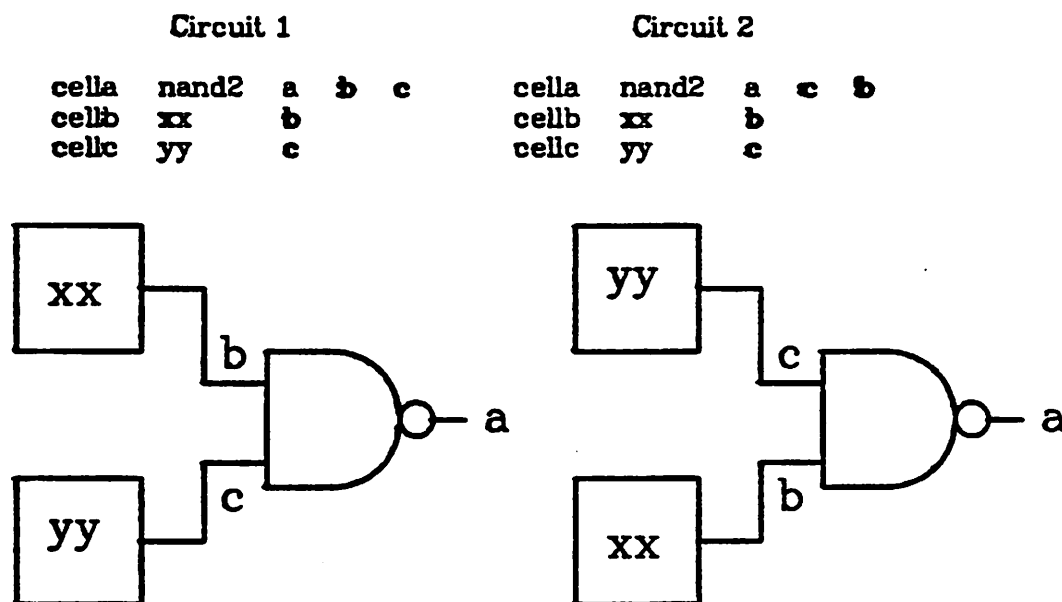 Circuit 1 Circuit 2
cella nand2 a b c cella nand2 a c b
cellb xx b cellb xx b
cellc yy c cellc yy c
xx yy
b c
a a
c b
yy xx